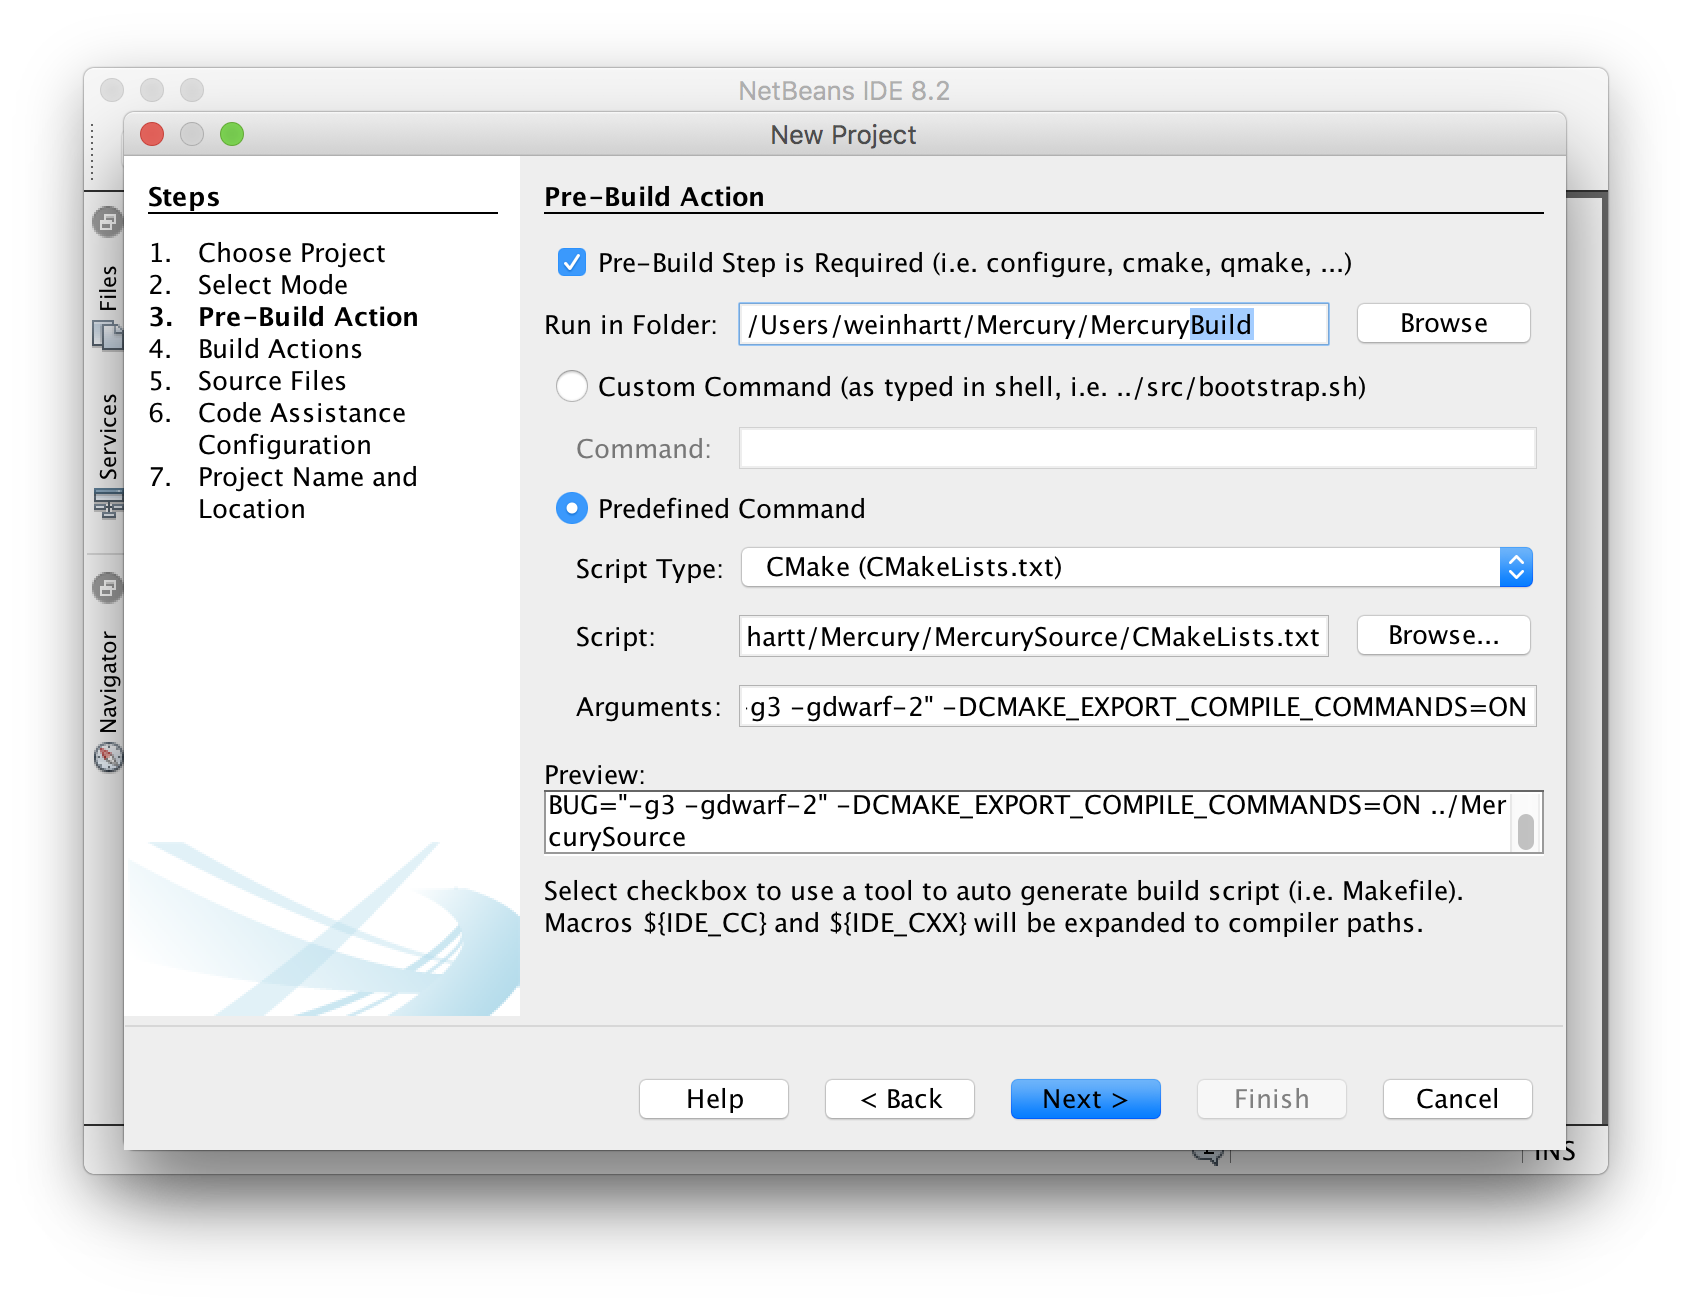 NetBeans IDE 8.2
New Project
Files
Services
Navigator
Steps
1. Choose Project
2. Select Mode
3. Pre-Build Action
4. Build Actions
5. Source Files
6. Code Assistance
Configuration
7. Project Name and
Location
Pre-Build Action
Pre-Build Step is Required (i.e. configure, cmake, qmake, ...)
Run in Folder: /Users/weinhartt/Mercury/MercuryBuild Browse
Custom Command (as typed in shell, i.e. ../src/bootstrap.sh)
Command:
Predefined Command
Script Type: CMake (CMakeLists.txt)
Script: hartt/Mercury/MercurySource/CMakeLists.txt Browse...
Arguments: -g3 -gdwarf-2" -DCMAKE_EXPORT_COMPILE_COMMANDS=ON
Preview:
BUG="-g3 -gdwarf-2" -DCMAKE_EXPORT_COMPILE_COMMANDS=ON ../Mer
curySource
Select checkbox to use a tool to auto generate build script (i.e. Makefile).
Macros ${IDE_CC} and ${IDE_CXX} will be expanded to compiler paths.
Help < Back Next > Finish Cancel
INS